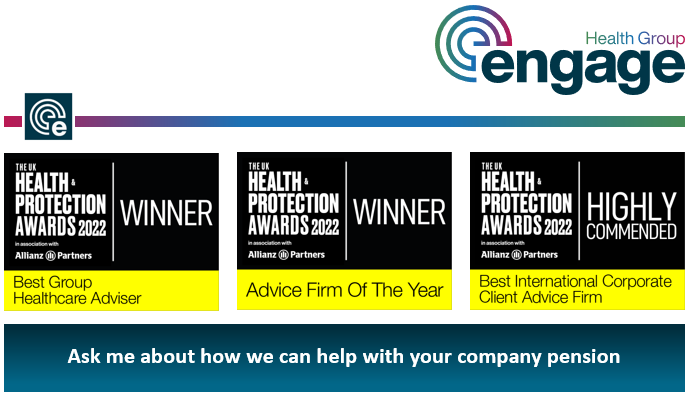 Health Group
engage
e
THE UK
HEALTH &
PROTECTION
AWARDS 2022
in association with
Allianz Partners
WINNER
Best Group
Healthcare Adviser
THE UK
HEALTH &
PROTECTION
AWARDS 2022
in association with
Allianz Partners
WINNER
Advice Firm Of The Year
THE UK
HEALTH &
PROTECTION
AWARDS 2022
in association with
Allianz Partners
HIGHLY
COMMENDED
Best International Corporate
Client Advice Firm
Ask me about how we can help with your company pension